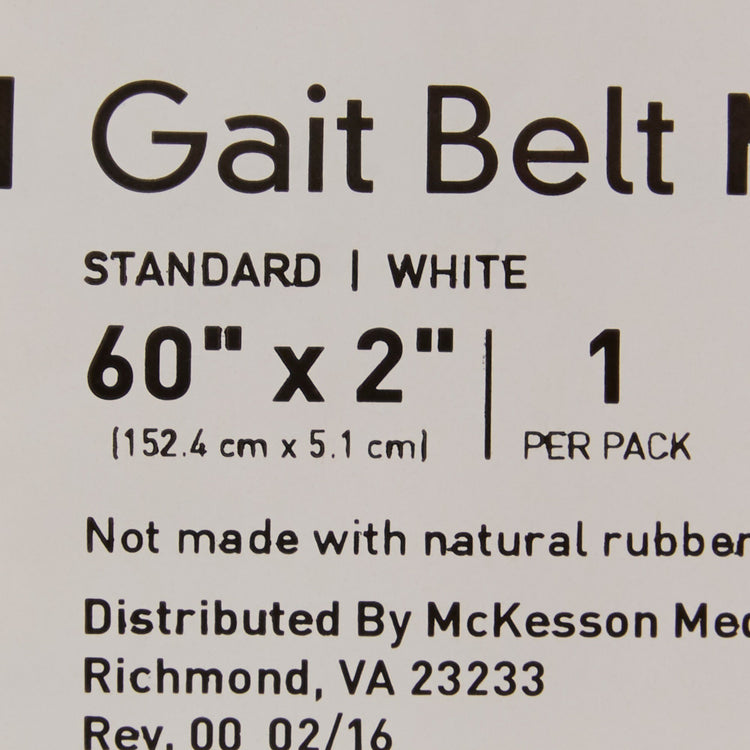 Gait Belt
STANDARD | WHITE
60" x 2" | 1
(152.4 cm x 5.1 cm) PER PACK
Not made with natural rubber
Distributed By McKesson Med
Richmond, VA 23233
Rev. 00 02/16